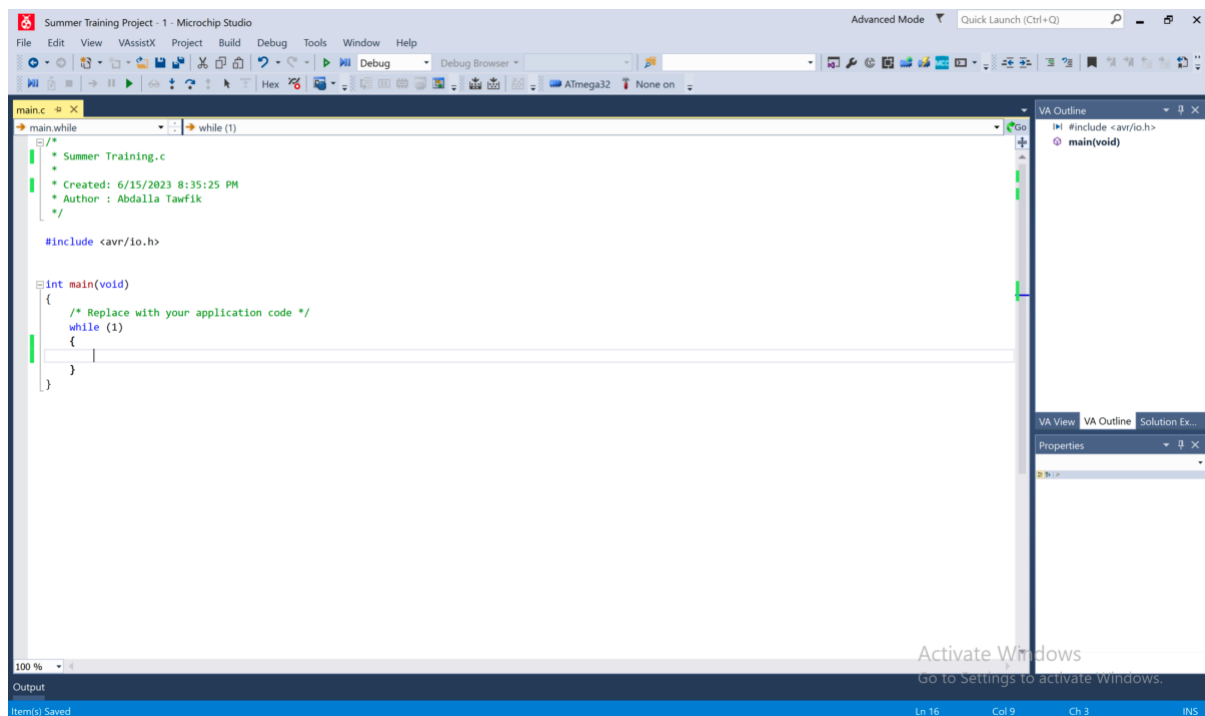 Summer Training Project - 1 - Microchip Studio
Advanced Mode
Quick Launch (Ctrl+Q)
File Edit View VAssistX Project Build Debug Tools Window Help
Debug
Debug Browser
Hex
ATmega32
None on
main.c
main.while
while (1)
Go
/*
* Summer Training.c
*
* Created: 6/15/2023 8:35:25 PM
* Author : Abdalla Tawfik
*/
#include <avr/io.h>
int main(void)
{
/* Replace with your application code */
while (1)
{
}
}
100 %
VA Outline
#include <avr/io.h>
main(void)
VA View VA Outline Solution Ex...
Properties
Activate Windows
Go to Settings to activate Windows.
Output
Item(s) Saved
Ln 16 Col 9 Ch 3 INS